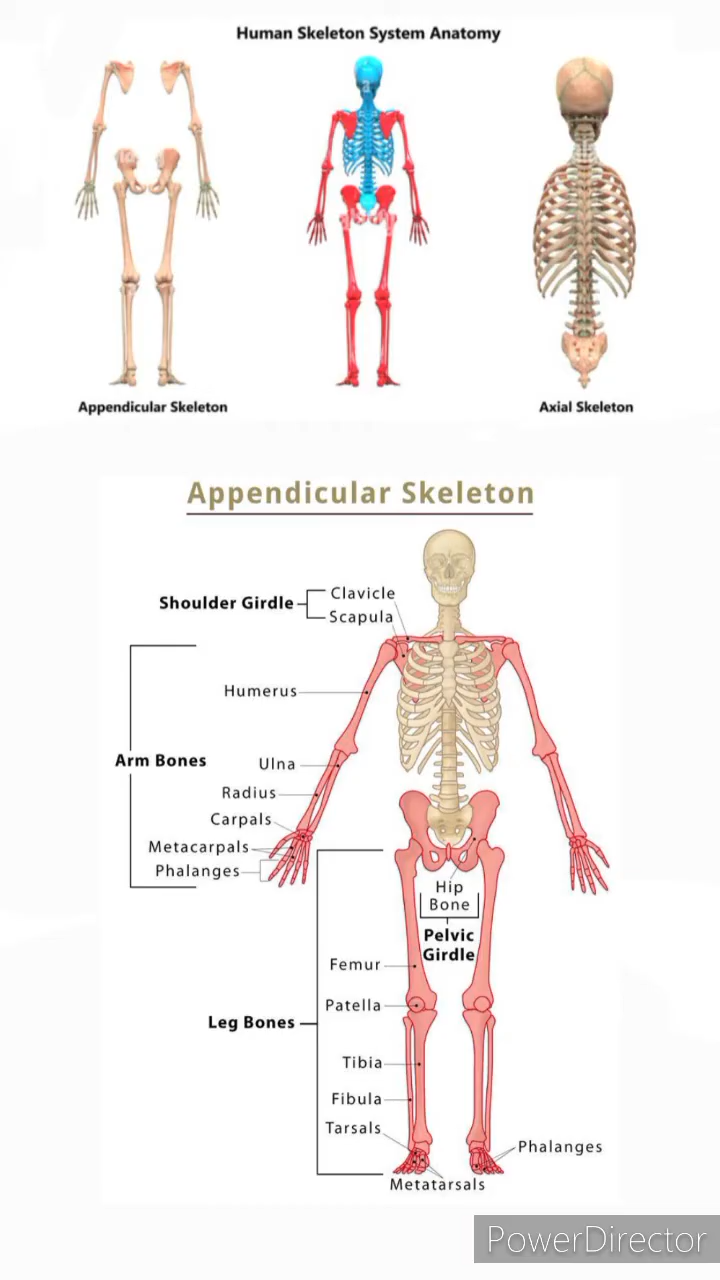 Human Skeleton System Anatomy
Appendicular Skeleton
Axial Skeleton
Appendicular Skeleton
Shoulder Girdle
Clavicle
Scapula
Humerus
Arm Bones
Ulna
Radius
Carpals
Metacarpals
Phalanges
Hip
Bone
Pelvic
Girdle
Femur
Patella
Leg Bones
Tibia
Fibula
Tarsals
Phalanges
Metatarsals
PowerDirector